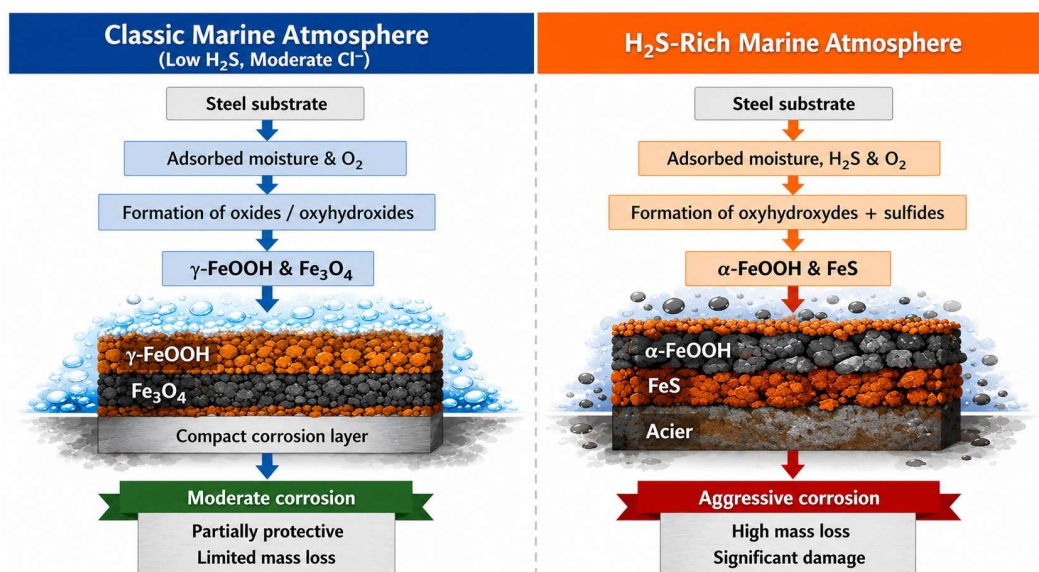 Classic Marine Atmosphere
(Low H₂S, Moderate Cl⁻)
Steel substrate
Adsorbed moisture & O₂
Formation of oxides / oxyhydroxides
γ-FeOOH & Fe₃O₄
γ-FeOOH
Fe₃O₄
Compact corrosion layer
Moderate corrosion
Partially protective
Limited mass loss
H₂S-Rich Marine Atmosphere
Steel substrate
Adsorbed moisture, H₂S & O₂
Formation of oxyhydroxydes + sulfides
α-FeOOH & FeS
α-FeOOH
FeS
Acier
Aggressive corrosion
High mass loss
Significant damage